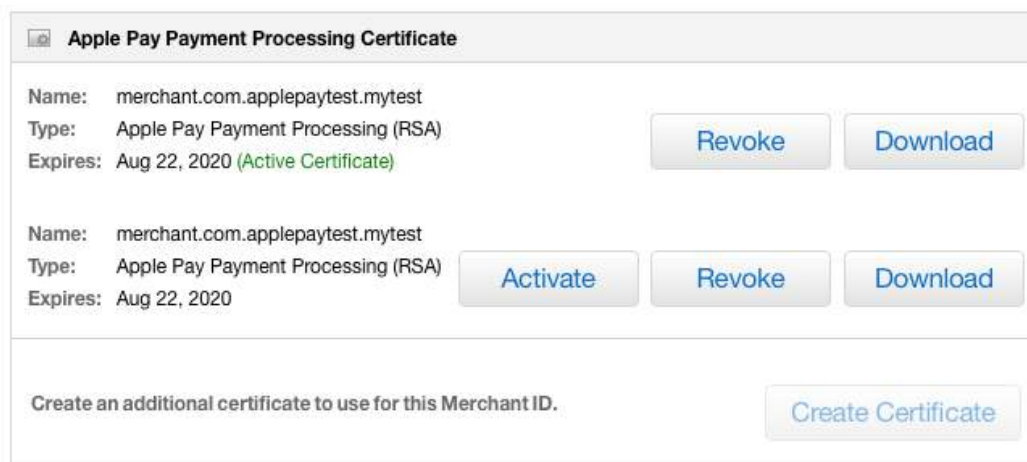 Apple Pay Payment Processing Certificate
Name: merchant.com.applepaytest.mytest
Type: Apple Pay Payment Processing (RSA)
Expires: Aug 22, 2020 (Active Certificate)
Revoke
Download
Name: merchant.com.applepaytest.mytest
Type: Apple Pay Payment Processing (RSA)
Expires: Aug 22, 2020
Activate
Revoke
Download
Create an additional certificate to use for this Merchant ID.
Create Certificate